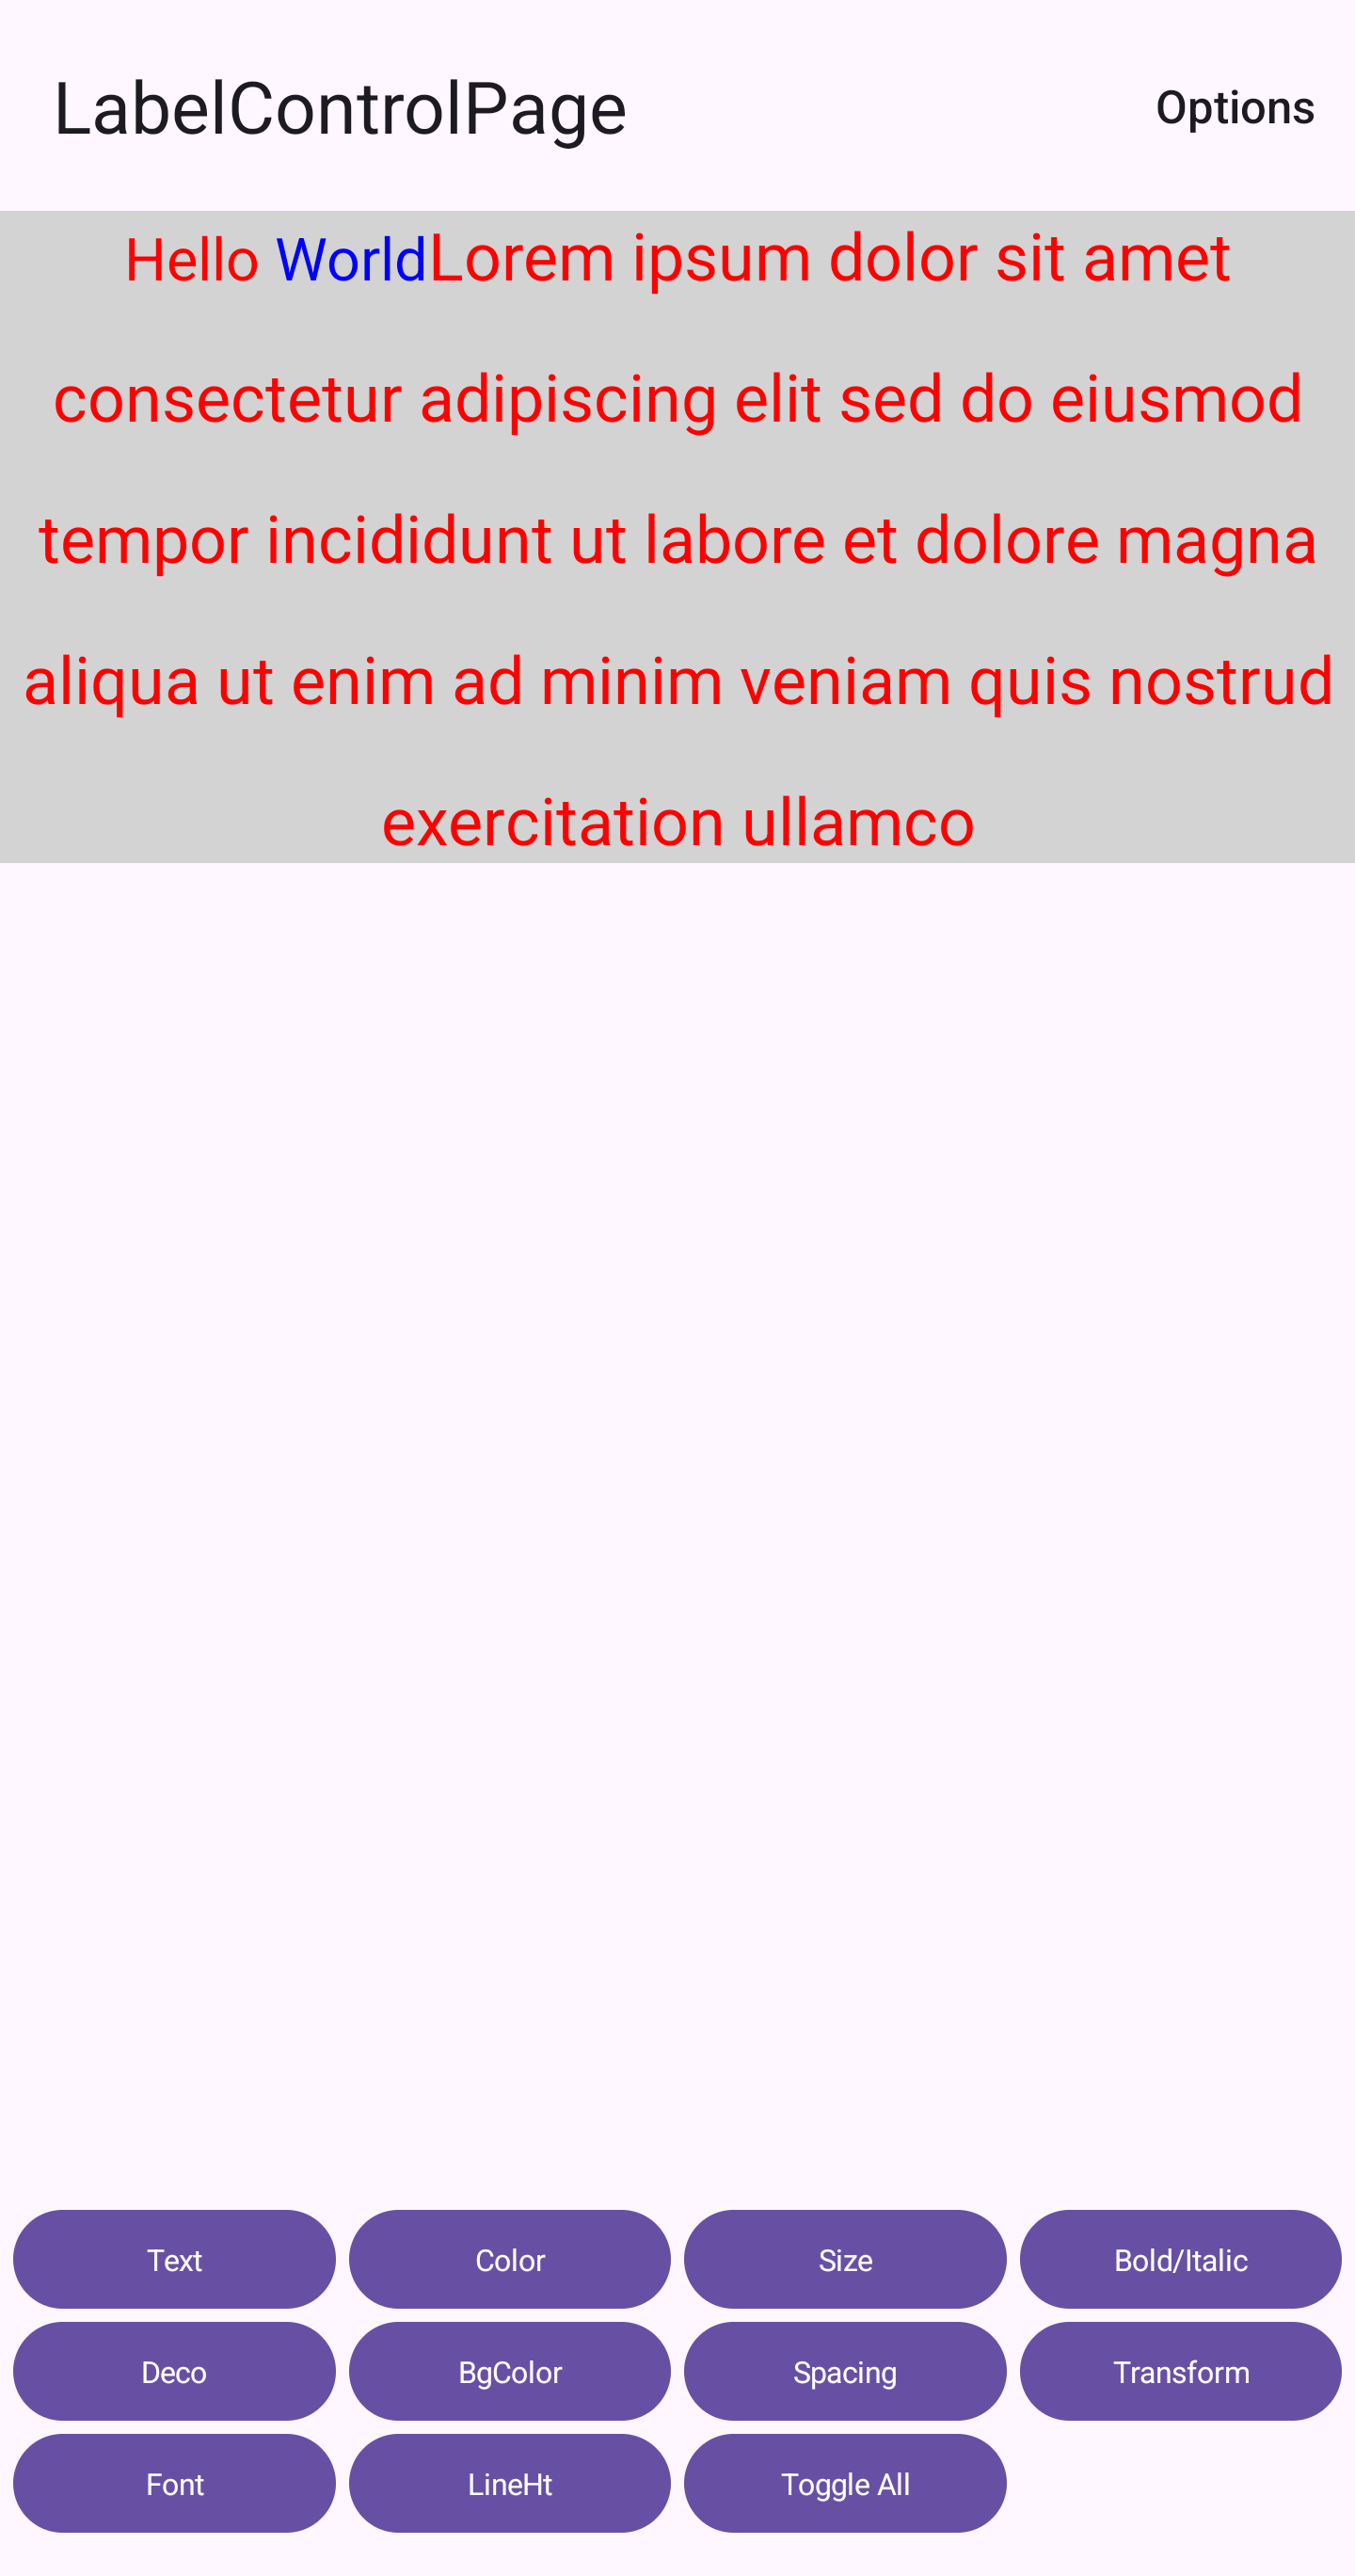 LabelControlPage
Options
Hello WorldLorem ipsum dolor sit amet
consectetur adipiscing elit sed do eiusmod
tempor incididunt ut labore et dolore magna
aliqua ut enim ad minim veniam quis nostrud
exercitation ullamco
Text
Color
Size
Bold/Italic
Deco
BgColor
Spacing
Transform
Font
LineHt
Toggle All